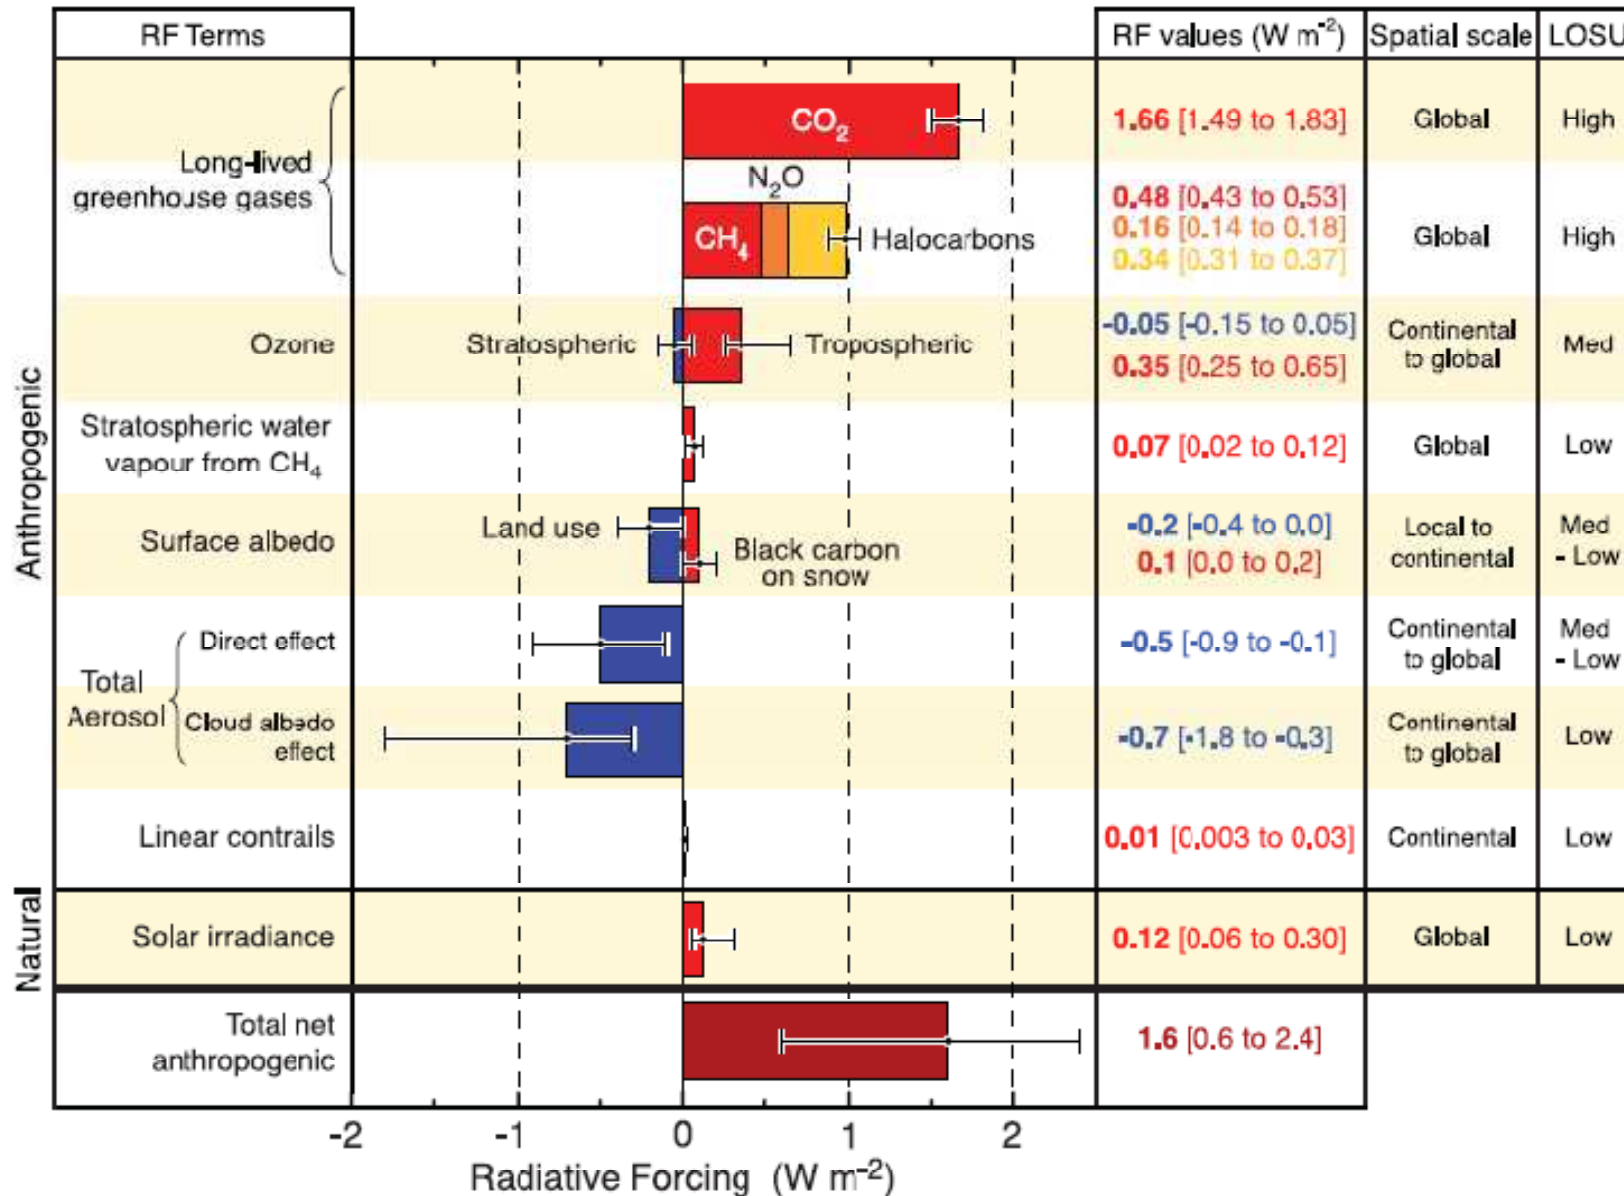 RF Terms
RF values (W m⁻²)
Spatial scale
LOSU
Anthropogenic
Long-lived
greenhouse gases
CO₂
1.66 [1.49 to 1.83]
Global
High
N₂O
CH₄
Halocarbons
0.48 [0.43 to 0.53]
0.16 [0.14 to 0.18]
0.34 [0.31 to 0.37]
Global
High
Ozone
Stratospheric
Tropospheric
-0.05 [-0.15 to 0.05]
0.35 [0.25 to 0.65]
Continental
to global
Med
Stratospheric water
vapour from CH₄
0.07 [0.02 to 0.12]
Global
Low
Surface albedo
Land use
Black carbon
on snow
-0.2 [-0.4 to 0.0]
0.1 [0.0 to 0.2]
Local to
continental
Med
- Low
Total
Aerosol
Direct effect
-0.5 [-0.9 to -0.1]
Continental
to global
Med
- Low
Cloud albedo
effect
-0.7 [-1.8 to -0.3]
Continental
to global
Low
Linear contrails
0.01 [0.003 to 0.03]
Continental
Low
Natural
Solar irradiance
0.12 [0.06 to 0.30]
Global
Low
Total net
anthropogenic
1.6 [0.6 to 2.4]
-2 -1 0 1 2
Radiative Forcing (W m⁻²)